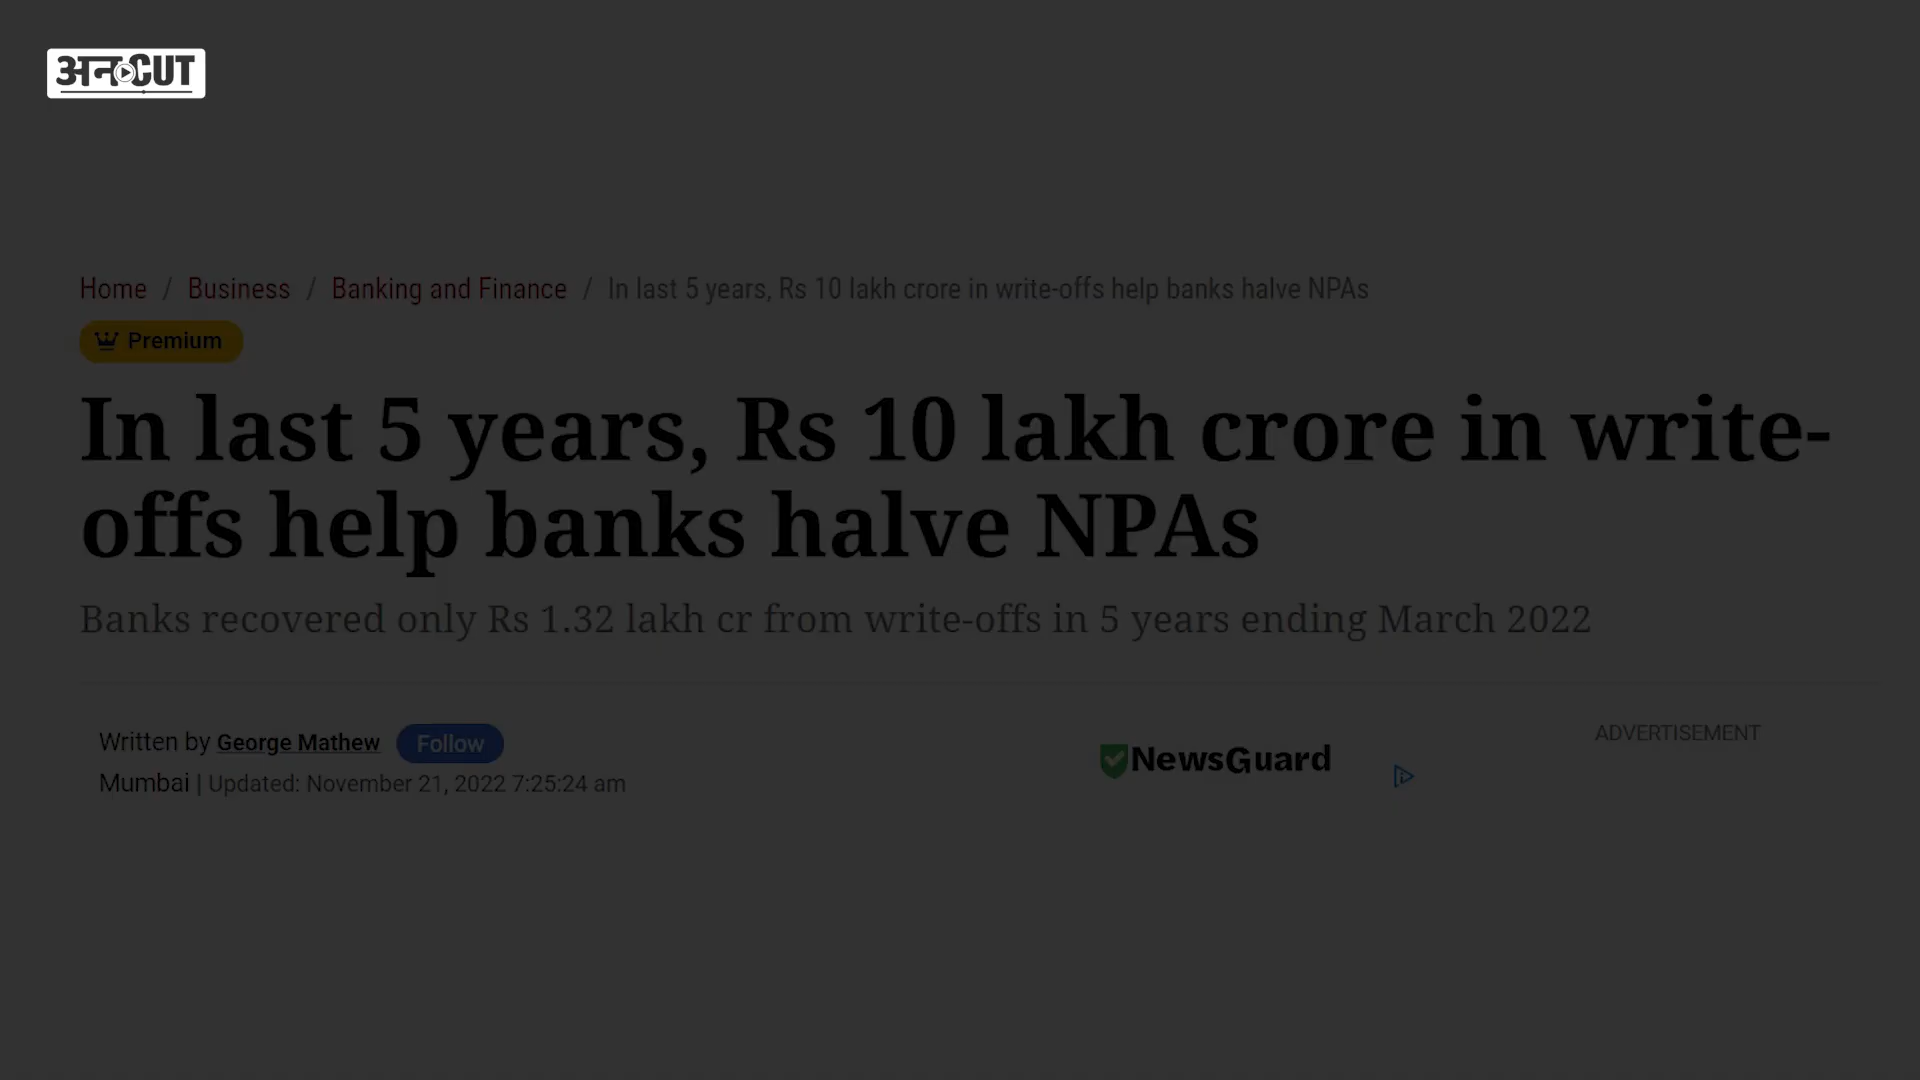 अनCUT
Home / Business / Banking and Finance / In last 5 years, Rs 10 lakh crore in write-offs help banks halve NPAs
Premium
In last 5 years, Rs 10 lakh crore in write-
offs help banks halve NPAs
Banks recovered only Rs 1.32 lakh cr from write-offs in 5 years ending March 2022
Written by George Mathew Follow
Mumbai | Updated: November 21, 2022 7:25:24 am
NewsGuard
ADVERTISEMENT